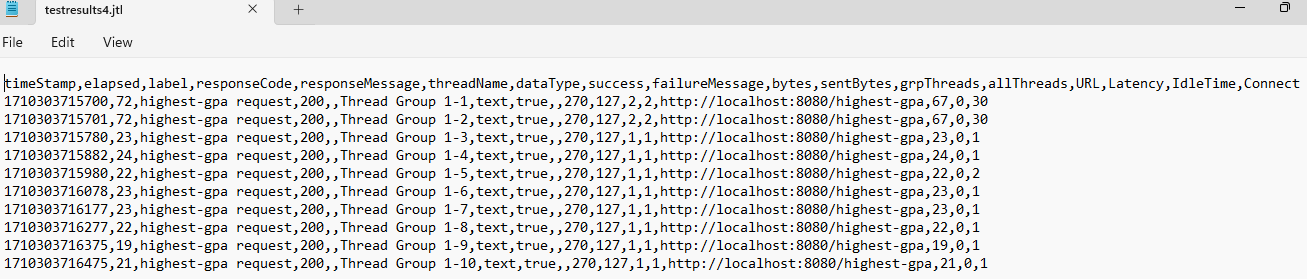 testresults4.jtl
File Edit View
timeStamp,elapsed,label,responseCode,responseMessage,threadName,dataType,success,failureMessage,bytes,sentBytes,grpThreads,allThreads,URL,Latency,IdleTime,Connect
1710303715700,72,highest-gpa request,200,,Thread Group 1-1,text,true,,270,127,2,2,http://localhost:8080/highest-gpa,67,0,30
1710303715701,72,highest-gpa request,200,,Thread Group 1-2,text,true,,270,127,2,2,http://localhost:8080/highest-gpa,67,0,30
1710303715780,23,highest-gpa request,200,,Thread Group 1-3,text,true,,270,127,1,1,http://localhost:8080/highest-gpa,23,0,1
1710303715882,24,highest-gpa request,200,,Thread Group 1-4,text,true,,270,127,1,1,http://localhost:8080/highest-gpa,24,0,1
1710303715980,22,highest-gpa request,200,,Thread Group 1-5,text,true,,270,127,1,1,http://localhost:8080/highest-gpa,22,0,2
1710303716078,23,highest-gpa request,200,,Thread Group 1-6,text,true,,270,127,1,1,http://localhost:8080/highest-gpa,23,0,1
1710303716177,23,highest-gpa request,200,,Thread Group 1-7,text,true,,270,127,1,1,http://localhost:8080/highest-gpa,23,0,1
1710303716277,22,highest-gpa request,200,,Thread Group 1-8,text,true,,270,127,1,1,http://localhost:8080/highest-gpa,22,0,1
1710303716375,19,highest-gpa request,200,,Thread Group 1-9,text,true,,270,127,1,1,http://localhost:8080/highest-gpa,19,0,1
1710303716475,21,highest-gpa request,200,,Thread Group 1-10,text,true,,270,127,1,1,http://localhost:8080/highest-gpa,21,0,1